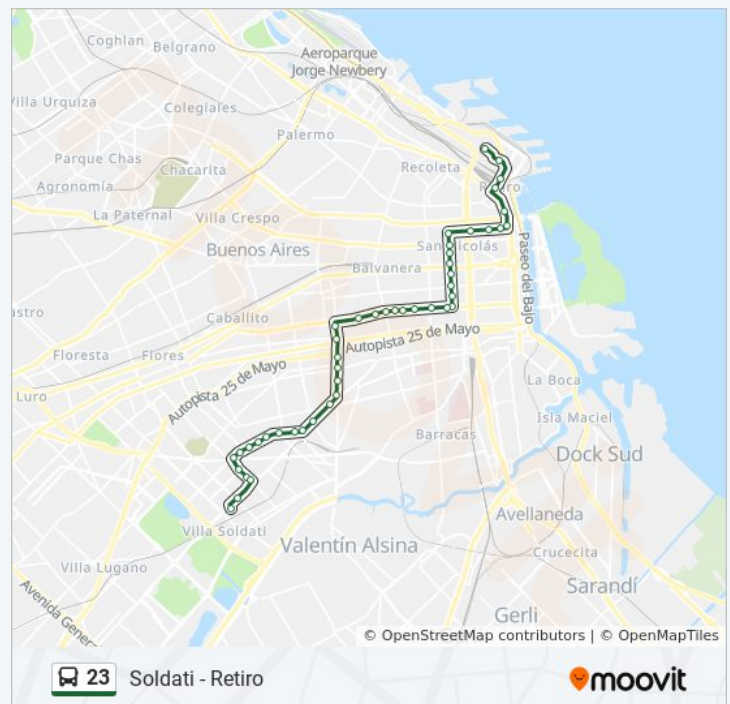 Coghlan
Belgrano
Aeroparque
Jorge Newbery
Villa Urquiza
Colegiales
Palermo
Parque Chas
Chacarita
Recoleta
Agronomía
Retiro
La Paternal
Villa Crespo
Buenos Aires
San Nicolás
Balvanera
Paseo del Bajo
astro
Caballito
Autopista 25 de Mayo
Floresta
Flores
Autopista 25 de Mayo
La Boca
Luro
Isla Maciel
Barracas
Dock Sud
Avellaneda
Villa Soldati
Valentín Alsina
Crucecita
Villa Lugano
Sarandí
Avenida Genera
Gerli
© OpenStreetMap contributors | © OpenMapTiles
23 Soldati - Retiro
moovit